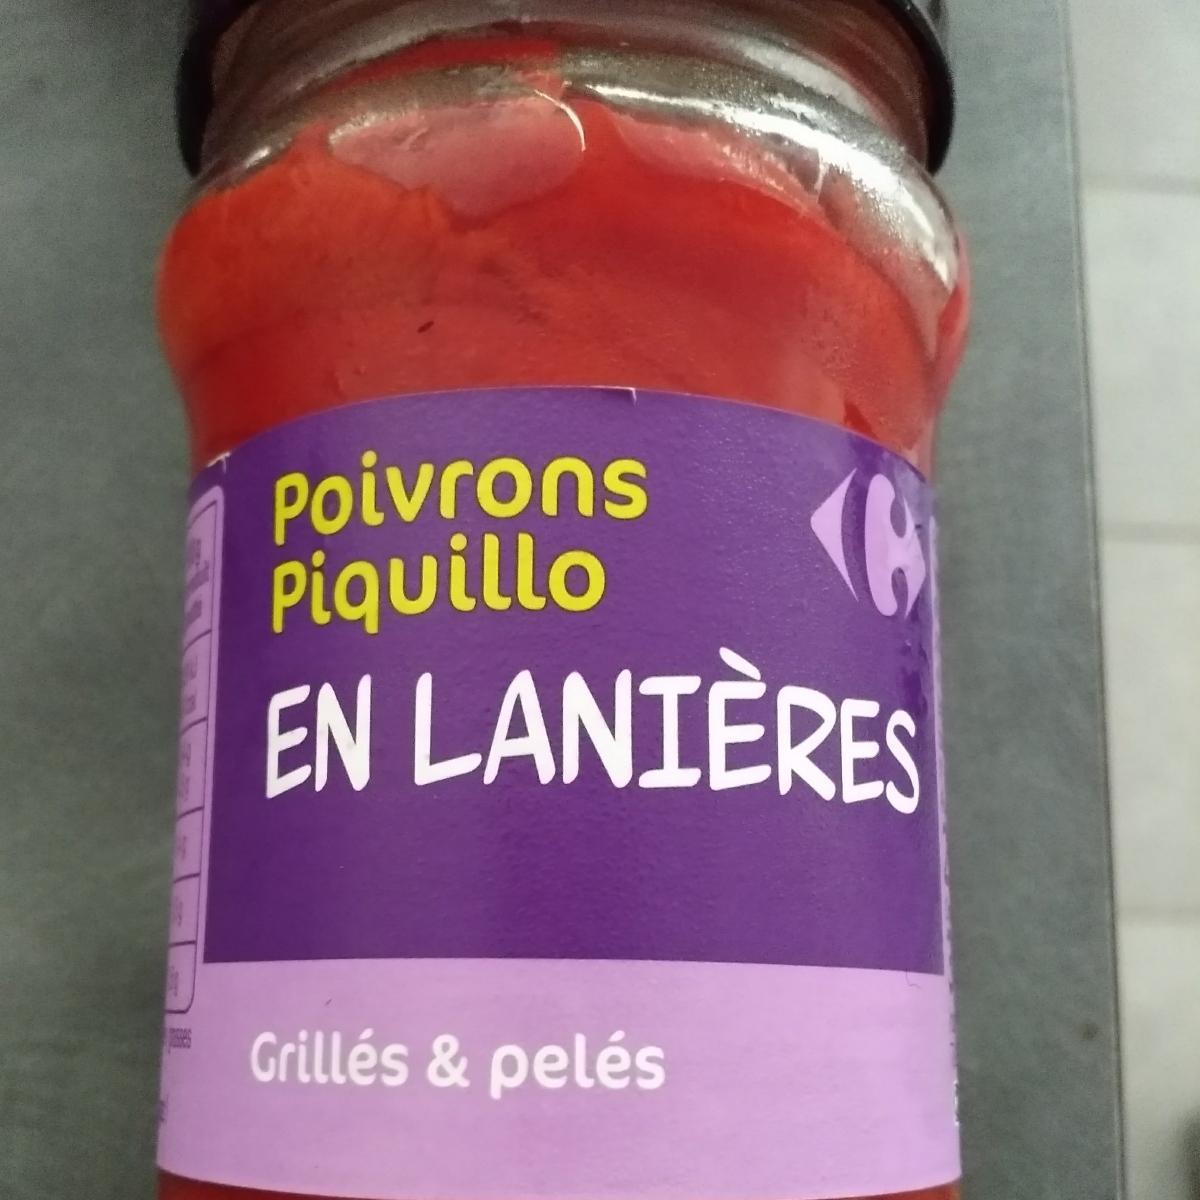 Poivrons
Piquillo
EN LANIÈRES
Grillés & pelés